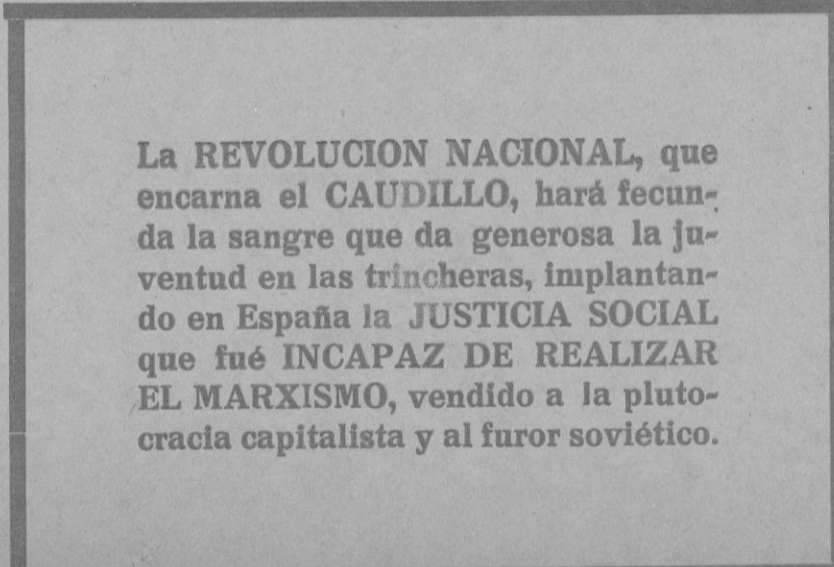 La REVOLUCION NACIONAL, que
encarna el CAUDILLO, hará fecun-
da la sangre que da generosa la ju-
ventud en las trincheras, implantan-
do en España la JUSTICIA SOCIAL
que fué INCAPAZ DE REALIZAR
EL MARXISMO, vendido a la pluto-
cracia capitalista y al furor soviético.